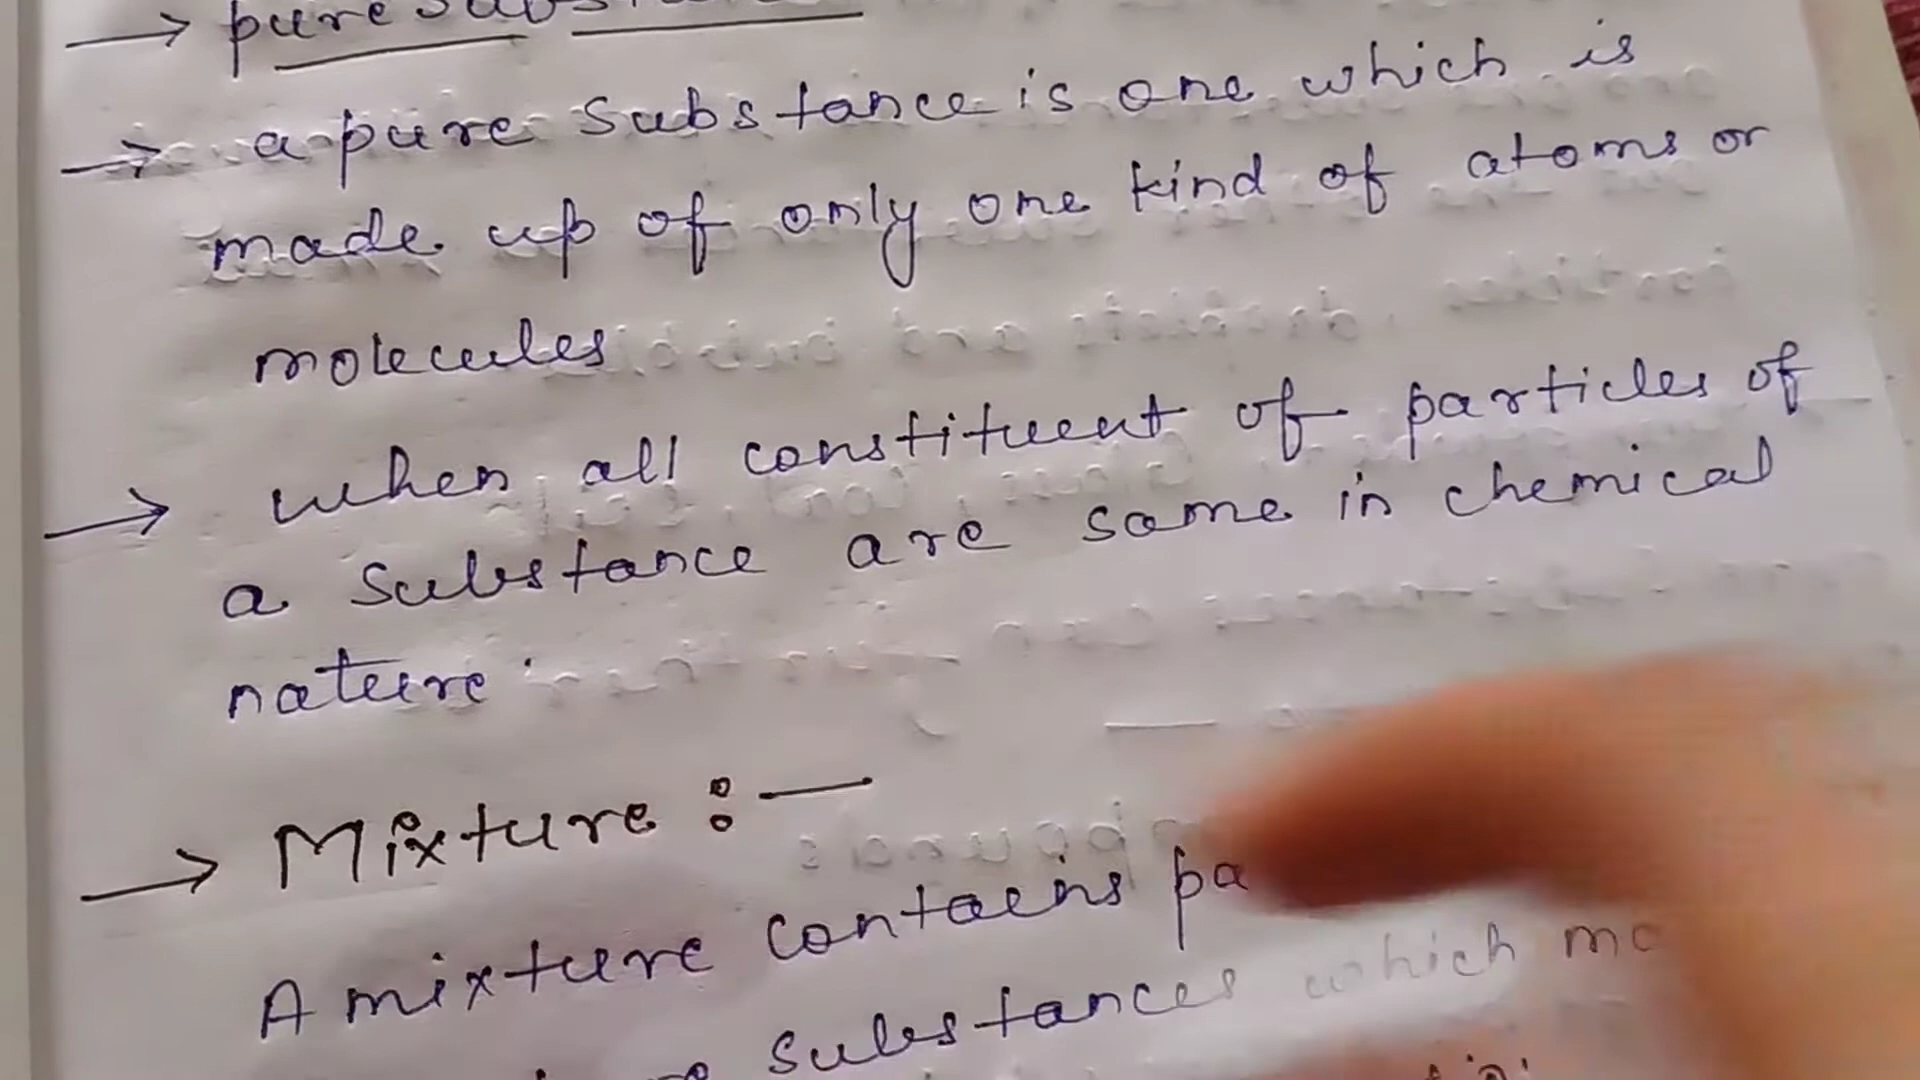 → pure
→ a pure substance is one which is
made up of only one kind of atoms or
molecules
→ when all constituent of particles of
a substance are same in chemical
nature
→ Mixture :—
A mixture contains pa
substances which